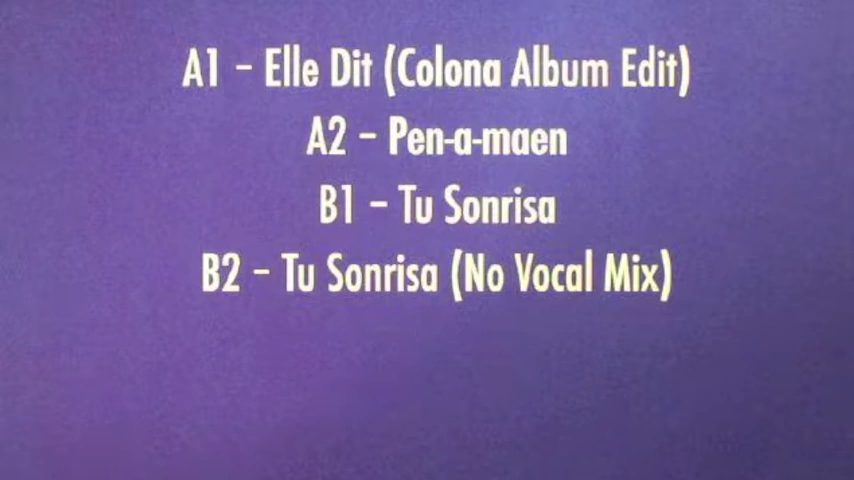 A1 – Elle Dit (Colona Album Edit)
A2 – Pen-a-maen
B1 – Tu Sonrisa
B2 – Tu Sonrisa (No Vocal Mix)